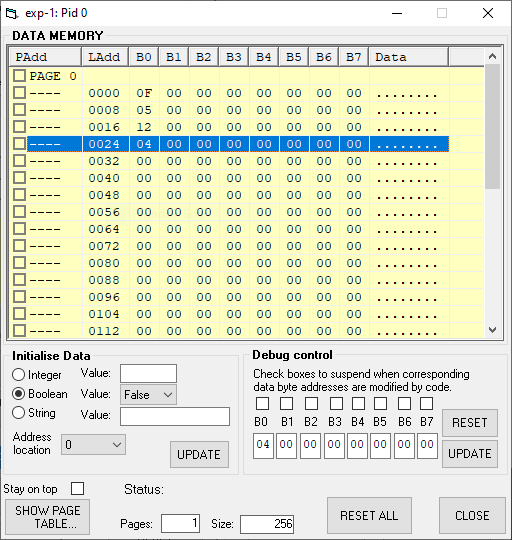 exp-1: Pid 0
DATA MEMORY
PAdd LAdd B0 B1 B2 B3 B4 B5 B6 B7 Data
PAGE 0
---- 0000 0F 00 00 00 00 00 00 00 ........
---- 0008 05 00 00 00 00 00 00 00 ........
---- 0016 12 00 00 00 00 00 00 00 ........
---- 0024 04 00 00 00 00 00 00 00 ........
---- 0032 00 00 00 00 00 00 00 00 ........
---- 0040 00 00 00 00 00 00 00 00 ........
---- 0048 00 00 00 00 00 00 00 00 ........
---- 0056 00 00 00 00 00 00 00 00 ........
---- 0064 00 00 00 00 00 00 00 00 ........
---- 0072 00 00 00 00 00 00 00 00 ........
---- 0080 00 00 00 00 00 00 00 00 ........
---- 0088 00 00 00 00 00 00 00 00 ........
---- 0096 00 00 00 00 00 00 00 00 ........
---- 0104 00 00 00 00 00 00 00 00 ........
---- 0112 00 00 00 00 00 00 00 00 ........
Initialise Data
Integer Value:
Boolean Value: False
String Value:
Address
location 0
UPDATE
Debug control
Check boxes to suspend when corresponding
data byte addresses are modified by code.
B0 B1 B2 B3 B4 B5 B6 B7
04 00 00 00 00 00 00 00
RESET
UPDATE
Stay on top
Status:
SHOW PAGE
TABLE...
Pages: 1 Size: 256
RESET ALL
CLOSE